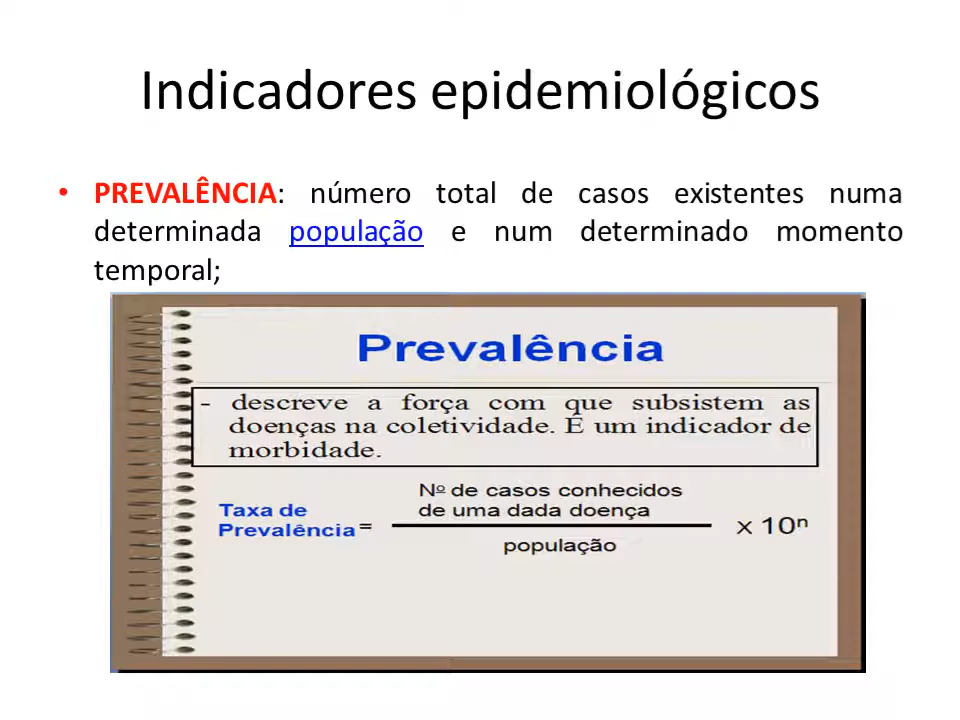 Indicadores epidemiológicos
• PREVALÊNCIA: número total de casos existentes numa
determinada população e num determinado momento
temporal;
Prevalência
- descreve a força com que subsistem as
doenças na coletividade. É um indicador de
morbidade.
Nº de casos conhecidos
Taxa de
de uma dada doença
Prevalência =
x 10ⁿ
população